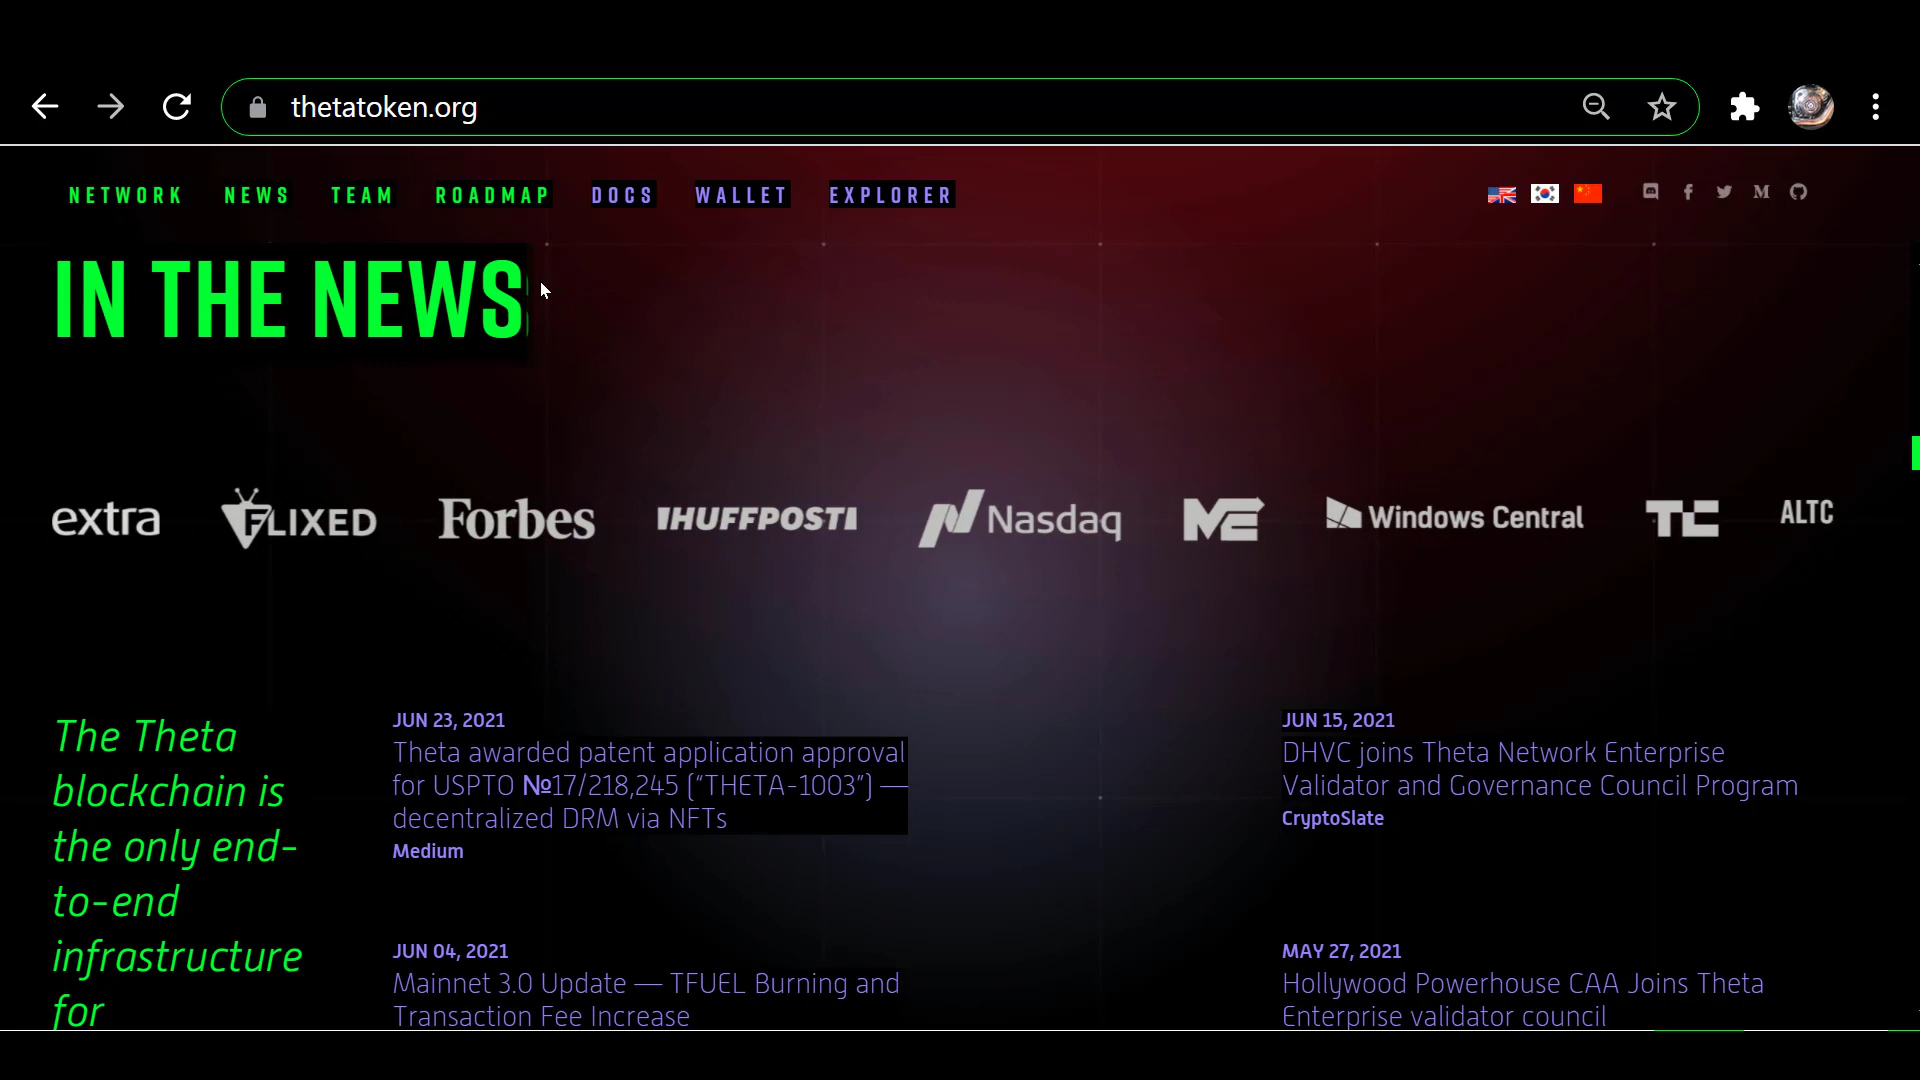 thetatoken.org
NETWORK NEWS TEAM ROADMAP DOCS WALLET EXPLORER
IN THE NEWS
extra FLIXED Forbes IHUFFPOSTI Nasdaq ME Windows Central TC ALTC
The Theta
blockchain is
the only end-
to-end
infrastructure
for
JUN 23, 2021
Theta awarded patent application approval
for USPTO №17/218,245 (“THETA-1003”) —
decentralized DRM via NFTs
Medium
JUN 15, 2021
DHVC joins Theta Network Enterprise
Validator and Governance Council Program
CryptoSlate
JUN 04, 2021
Mainnet 3.0 Update — TFUEL Burning and
Transaction Fee Increase
MAY 27, 2021
Hollywood Powerhouse CAA Joins Theta
Enterprise validator council